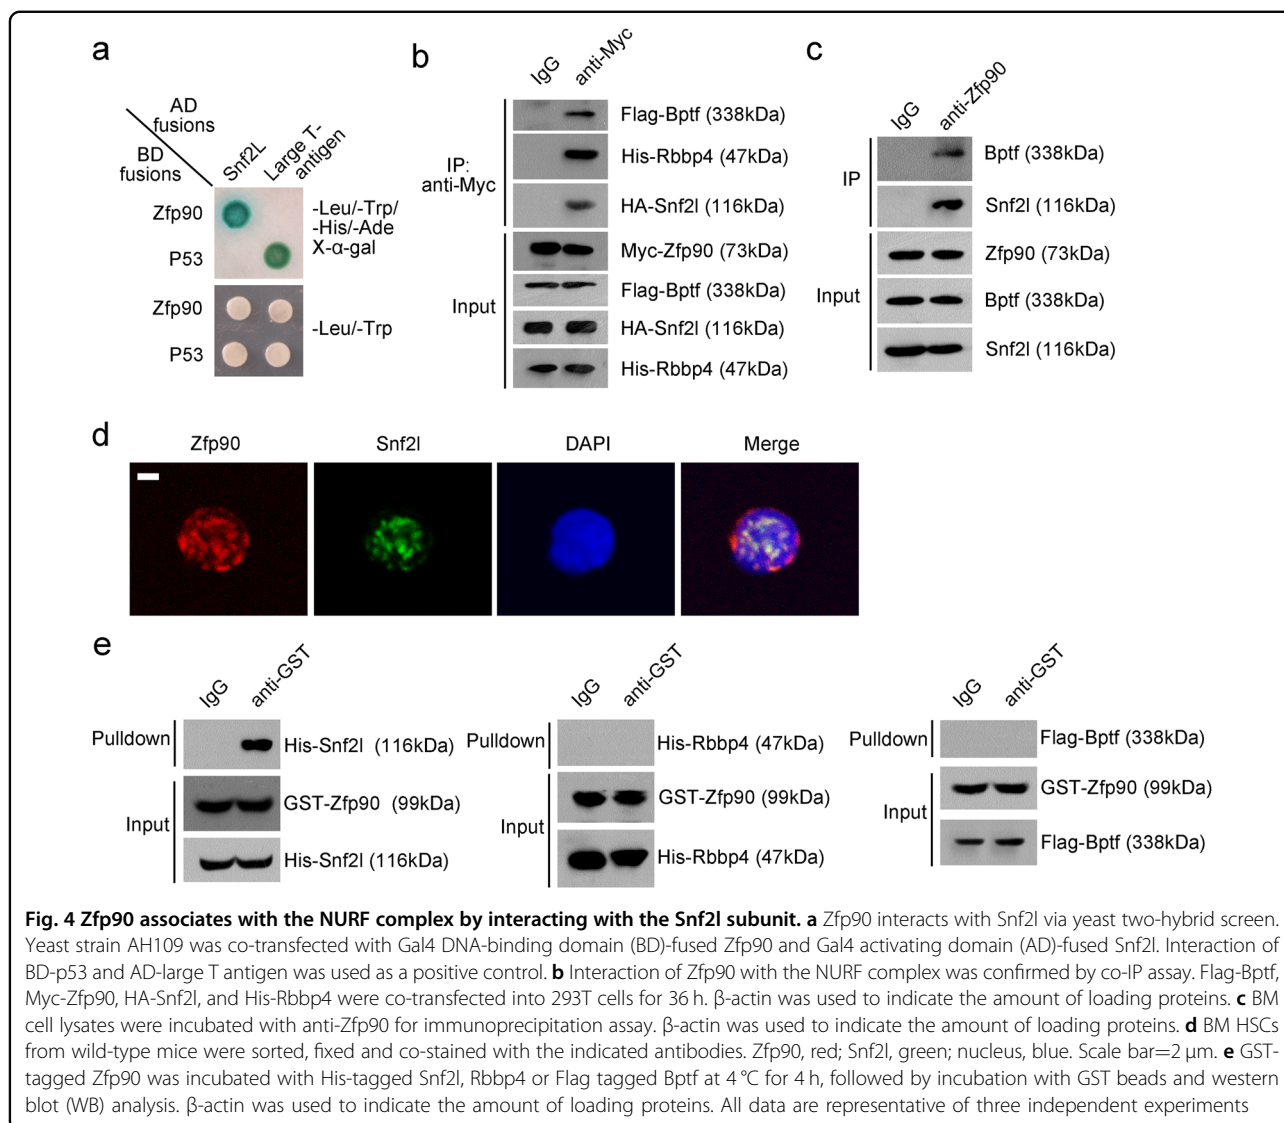 a
AD
fusions
BD
fusions
Snf2L
Large T-
antigen
Zfp90
P53
-Leu/-Trp/
-His/-Ade
X-α-gal
Zfp90
P53
-Leu/-Trp
b
IgG
anti-Myc
IP:
anti-Myc
Flag-Bptf (338kDa)
His-Rbbp4 (47kDa)
HA-Snf2l (116kDa)
Input
Myc-Zfp90 (73kDa)
Flag-Bptf (338kDa)
HA-Snf2l (116kDa)
His-Rbbp4 (47kDa)
c
IgG
anti-Zfp90
IP
Bptf (338kDa)
Snf2l (116kDa)
Input
Zfp90 (73kDa)
Bptf (338kDa)
Snf2l (116kDa)
d
Zfp90
Snf2l
DAPI
Merge
e
IgG
anti-GST
Pulldown
His-Snf2l (116kDa)
Input
GST-Zfp90 (99kDa)
His-Snf2l (116kDa)
IgG
anti-GST
Pulldown
His-Rbbp4 (47kDa)
Input
GST-Zfp90 (99kDa)
His-Rbbp4 (47kDa)
IgG
anti-GST
Pulldown
Flag-Bptf (338kDa)
Input
GST-Zfp90 (99kDa)
Flag-Bptf (338kDa)
Fig. 4 Zfp90 associates with the NURF complex by interacting with the Snf2l subunit. a Zfp90 interacts with Snf2l via yeast two-hybrid screen.
Yeast strain AH109 was co-transfected with Gal4 DNA-binding domain (BD)-fused Zfp90 and Gal4 activating domain (AD)-fused Snf2l. Interaction of
BD-p53 and AD-large T antigen was used as a positive control. b Interaction of Zfp90 with the NURF complex was confirmed by co-IP assay. Flag-Bptf,
Myc-Zfp90, HA-Snf2l, and His-Rbbp4 were co-transfected into 293T cells for 36 h. β-actin was used to indicate the amount of loading proteins. c BM
cell lysates were incubated with anti-Zfp90 for immunoprecipitation assay. β-actin was used to indicate the amount of loading proteins. d BM HSCs
from wild-type mice were sorted, fixed and co-stained with the indicated antibodies. Zfp90, red; Snf2l, green; nucleus, blue. Scale bar=2 μm. e GST-
tagged Zfp90 was incubated with His-tagged Snf2l, Rbbp4 or Flag tagged Bptf at 4 °C for 4 h, followed by incubation with GST beads and western
blot (WB) analysis. β-actin was used to indicate the amount of loading proteins. All data are representative of three independent experiments